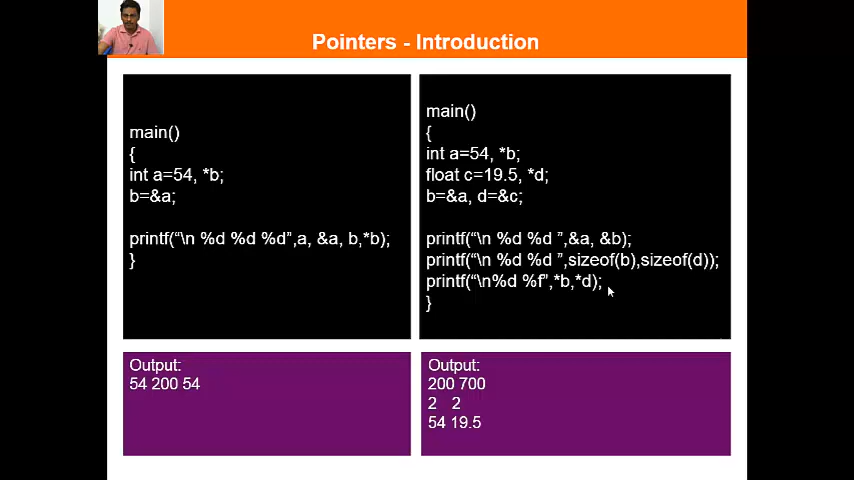 Pointers - Introduction
main()
{
int a=54, *b;
b=&a;
printf(“\n %d %d %d”,a, &a, b,*b);
}
main()
{
int a=54, *b;
float c=19.5, *d;
b=&a, d=&c;
printf(“\n %d %d ”,&a, &b);
printf(“\n %d %d ”,sizeof(b),sizeof(d));
printf(“\n%d %f”,*b,*d);
}
Output:
54 200 54
Output:
200 700
2 2
54 19.5